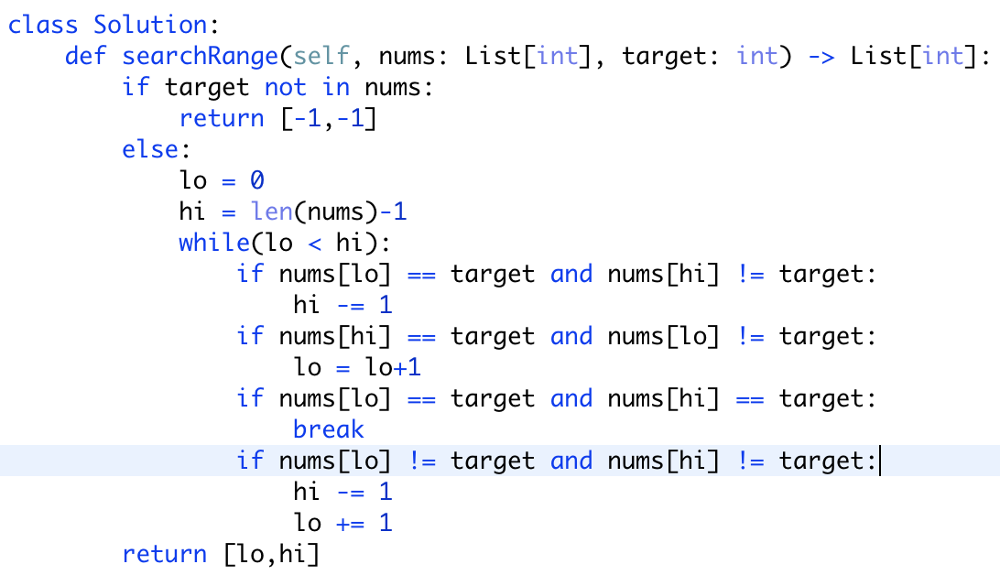 class Solution:
    def searchRange(self, nums: List[int], target: int) -> List[int]:
        if target not in nums:
            return [-1,-1]
        else:
            lo = 0
            hi = len(nums)-1
            while(lo < hi):
                if nums[lo] == target and nums[hi] != target:
                    hi -= 1
                if nums[hi] == target and nums[lo] != target:
                    lo = lo+1
                if nums[lo] == target and nums[hi] == target:
                    break
                if nums[lo] != target and nums[hi] != target:
                    hi -= 1
                    lo += 1
        return [lo,hi]